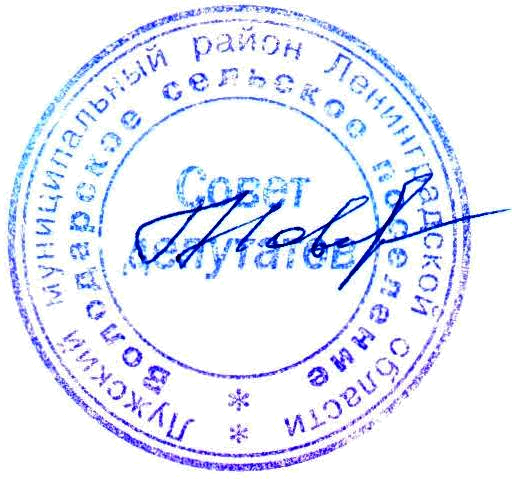 Лужский муниципальный район Ленинградской области
Володарское сельское поселение
Совет
депутатов